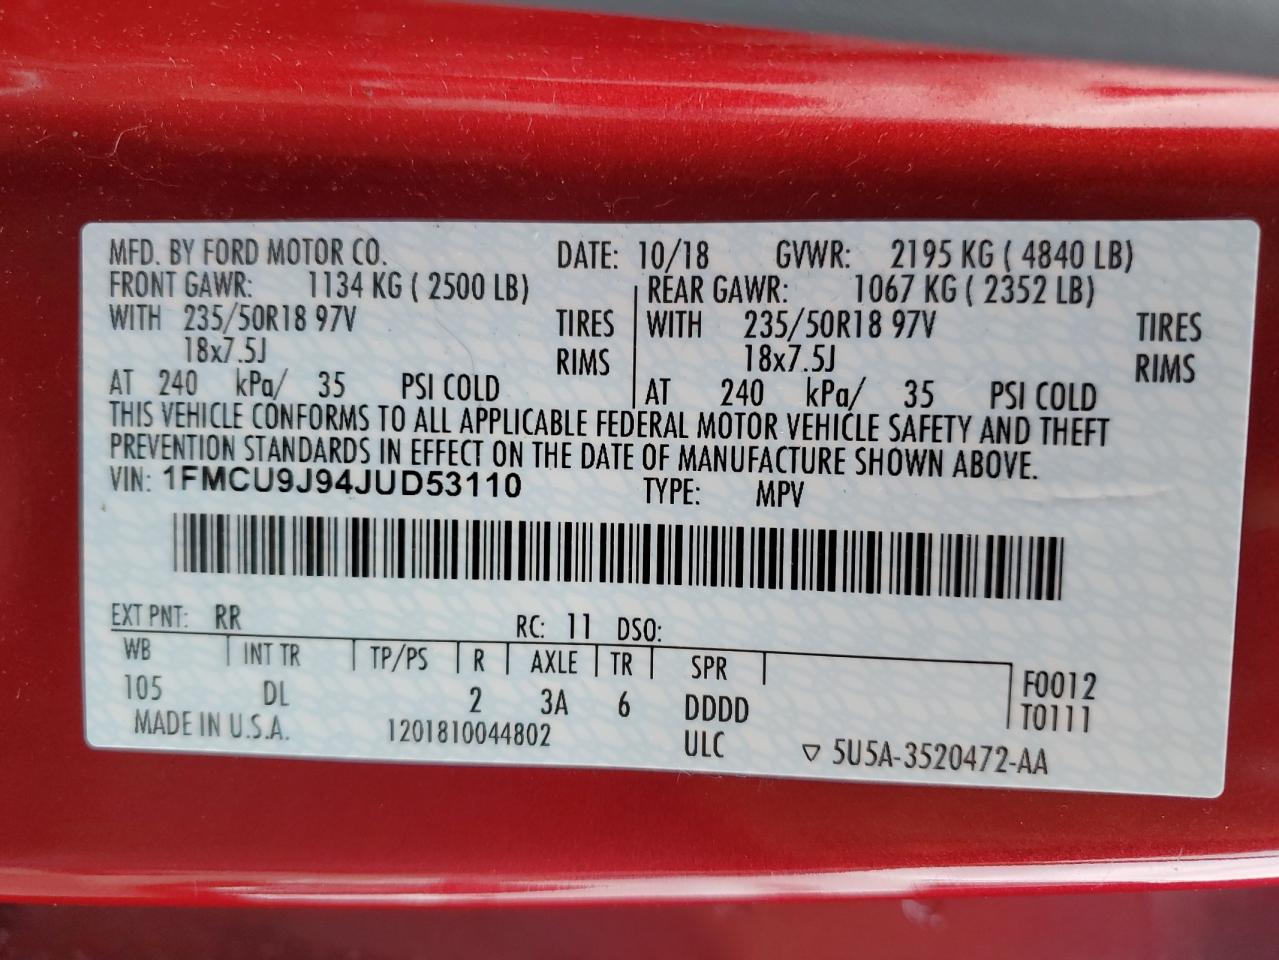 MFD. BY FORD MOTOR CO. DATE: 10/18 GVWR: 2195 KG ( 4840 LB)
FRONT GAWR: 1134 KG ( 2500 LB) REAR GAWR: 1067 KG ( 2352 LB)
WITH 235/50R18 97V TIRES WITH 235/50R18 97V TIRES
18x7.5J RIMS 18x7.5J RIMS
AT 240 kPa/ 35 PSI COLD AT 240 kPa/ 35 PSI COLD
THIS VEHICLE CONFORMS TO ALL APPLICABLE FEDERAL MOTOR VEHICLE SAFETY AND THEFT
PREVENTION STANDARDS IN EFFECT ON THE DATE OF MANUFACTURE SHOWN ABOVE.
VIN: 1FMCU9J94JUD53110 TYPE: MPV
EXT PNT: RR RC: 11 DSO:
WB INT TR TP/PS R AXLE TR SPR F0012
105 DL 2 3A 6 DDDD T0111
MADE IN U.S.A. 1201810044802 ULC ▽ 5U5A-3520472-AA